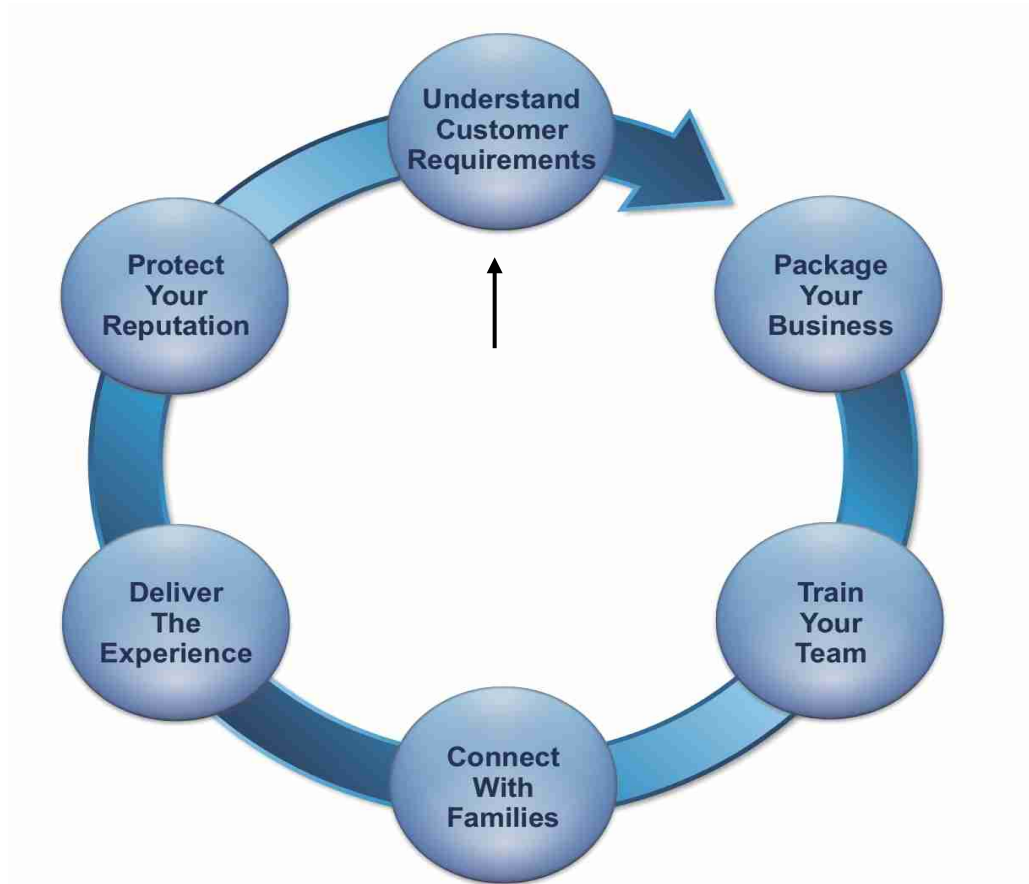 Understand
Customer
Requirements
Package
Your
Business
Train
Your
Team
Connect
With
Families
Deliver
The
Experience
Protect
Your
Reputation